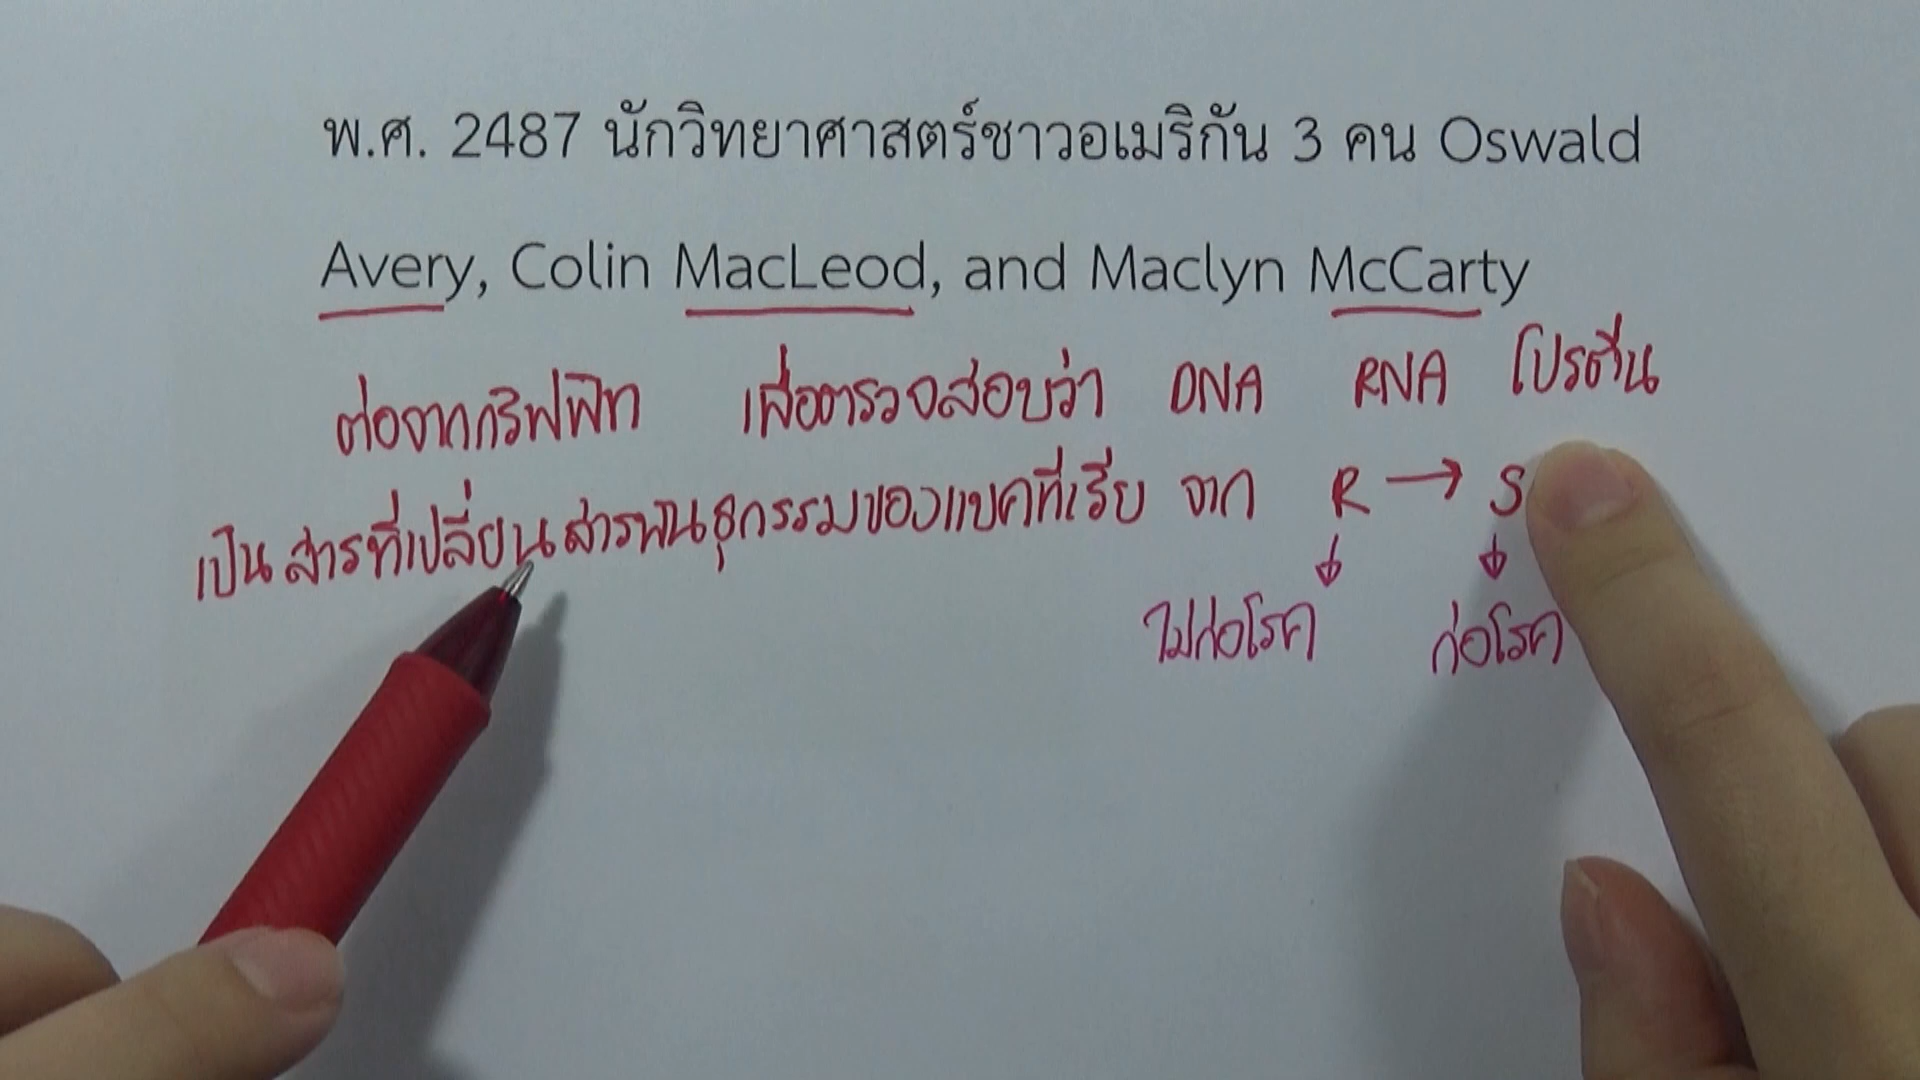 พ.ศ. 2487 นักวิทยาศาสตร์ชาวอเมริกัน 3 คน Oswald
Avery, Colin MacLeod, and Maclyn McCarty
ต่อจากกริฟฟิท เพื่อตรวจสอบว่า DNA RNA โปรตีน
เป็นสารที่เปลี่ยนสารพันธุกรรมของแบคทีเรีย จาก R → S
↓ ↓
ไม่ก่อโรค ก่อโรค